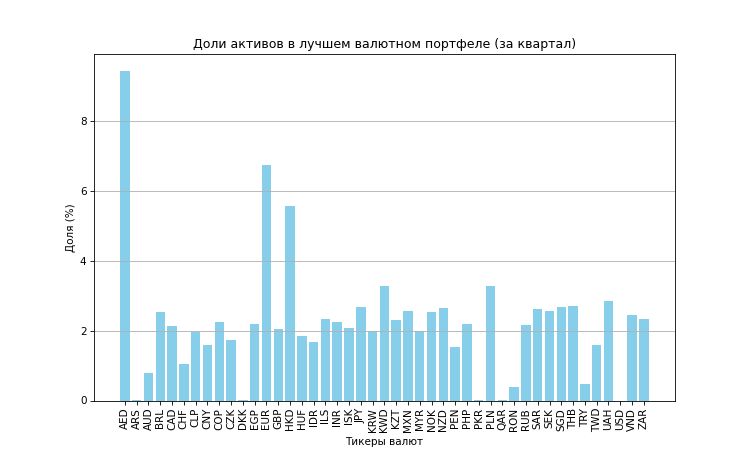 Доли активов в лучшем валютном портфеле (за квартал)
Доля (%)
8
6
4
2
0
AED ARS AUD BRL CAD CHF CLP CNY COP CZK DKK EGP EUR GBP HKD HUF IDR ILS INR ISK JPY KRW KWD KZT MXN MYR NOK NZD PEN PHP PKR PLN QAR RON RUB SAR SEK SGD THB TRY TWD UAH USD VND ZAR
Тикеры валют